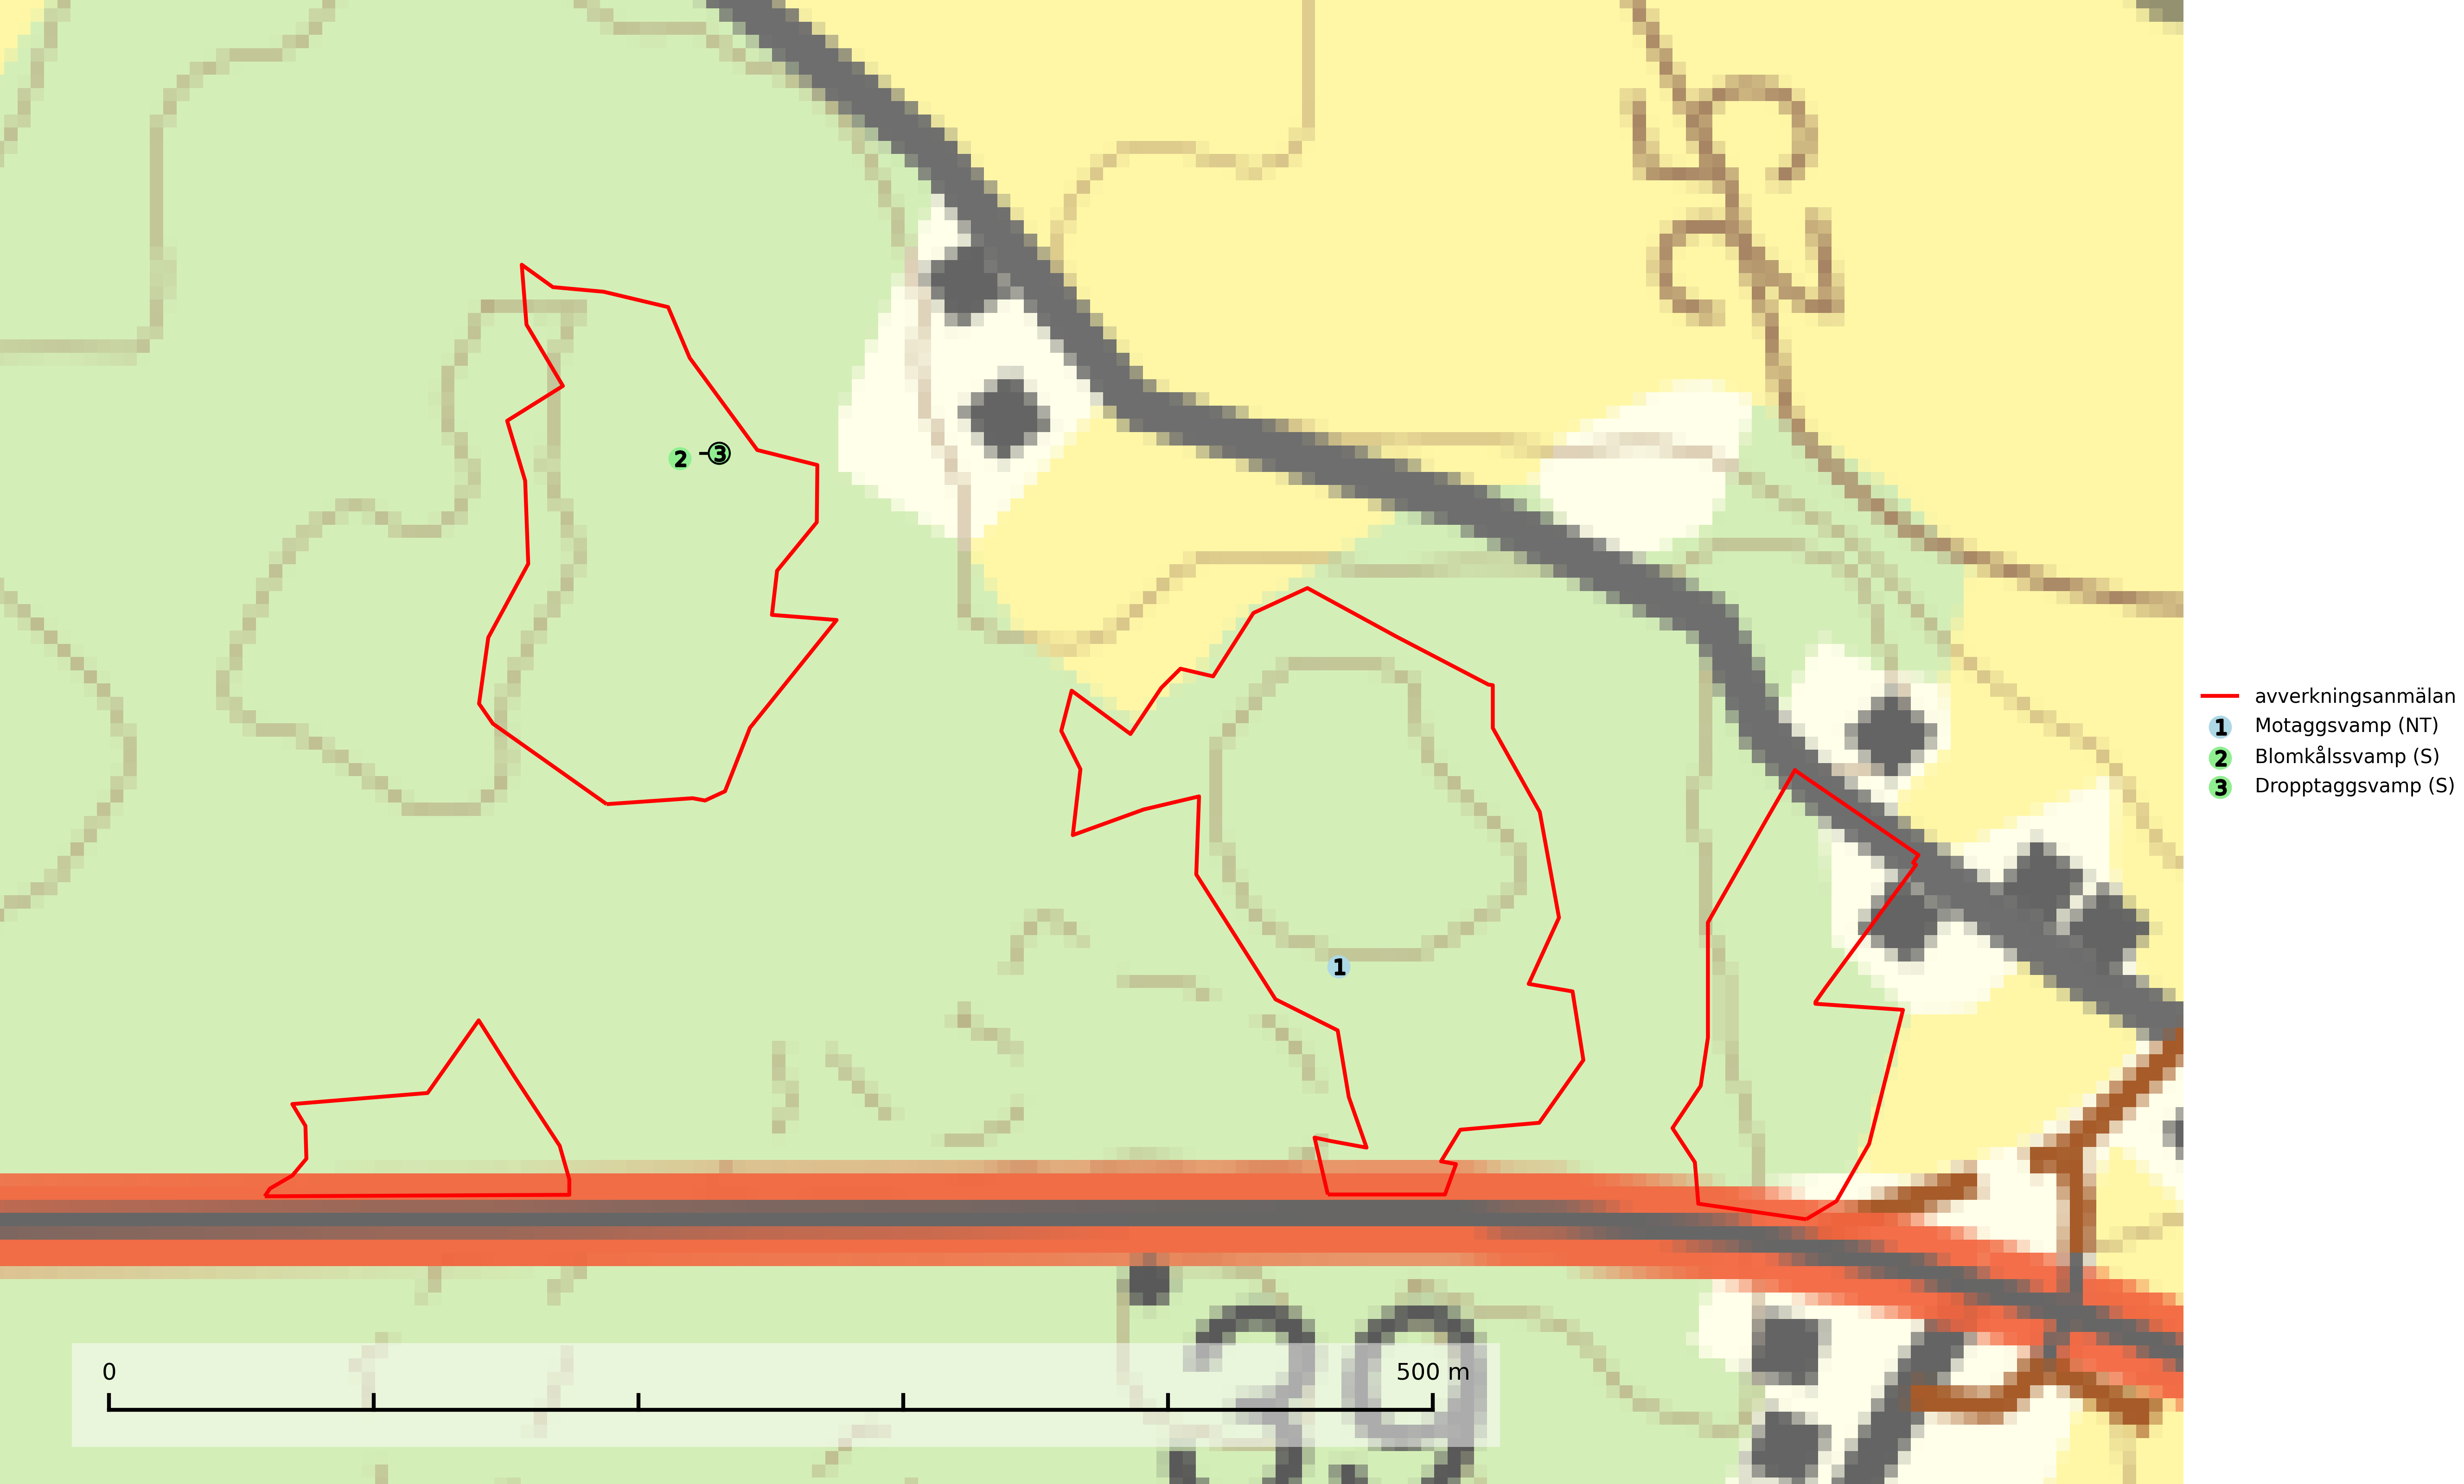 2
3
1
avverkningsanmälan
1 Motaggsvamp (NT)
2 Blomkålssvamp (S)
3 Dropptaggsvamp (S)
39
0 500 m